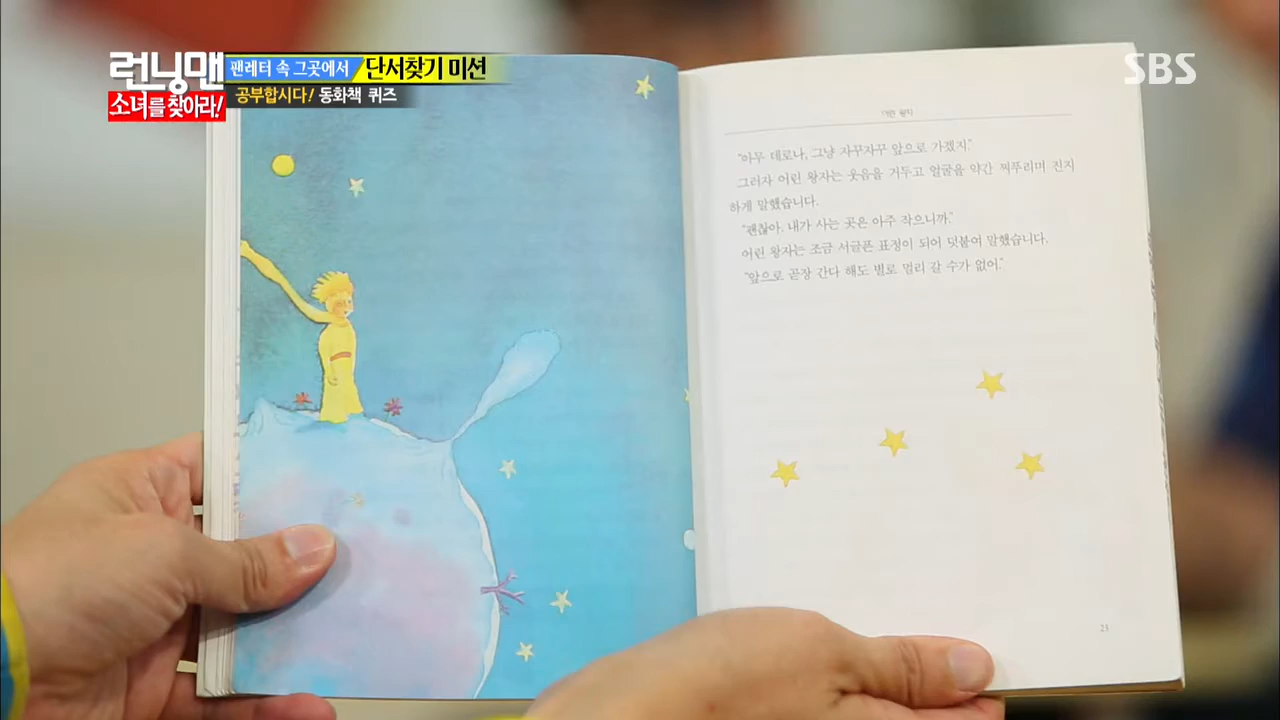 런닝맨
소녀를 찾아라!
팬레터 속 그곳에서 단서찾기 미션
공부합시다! 동화책 퀴즈
SBS
어린 왕자
"아무 데로나, 그냥 자꾸자꾸 앞으로 가겠지."
그러자 어린 왕자는 웃음을 거두고 얼굴을 약간 찌푸리며 진지
하게 말했습니다.
"괜찮아. 내가 사는 곳은 아주 작으니까."
어린 왕자는 조금 서글픈 표정이 되어 덧붙여 말했습니다.
"앞으로 곧장 간다 해도 별로 멀리 갈 수가 없어."
23